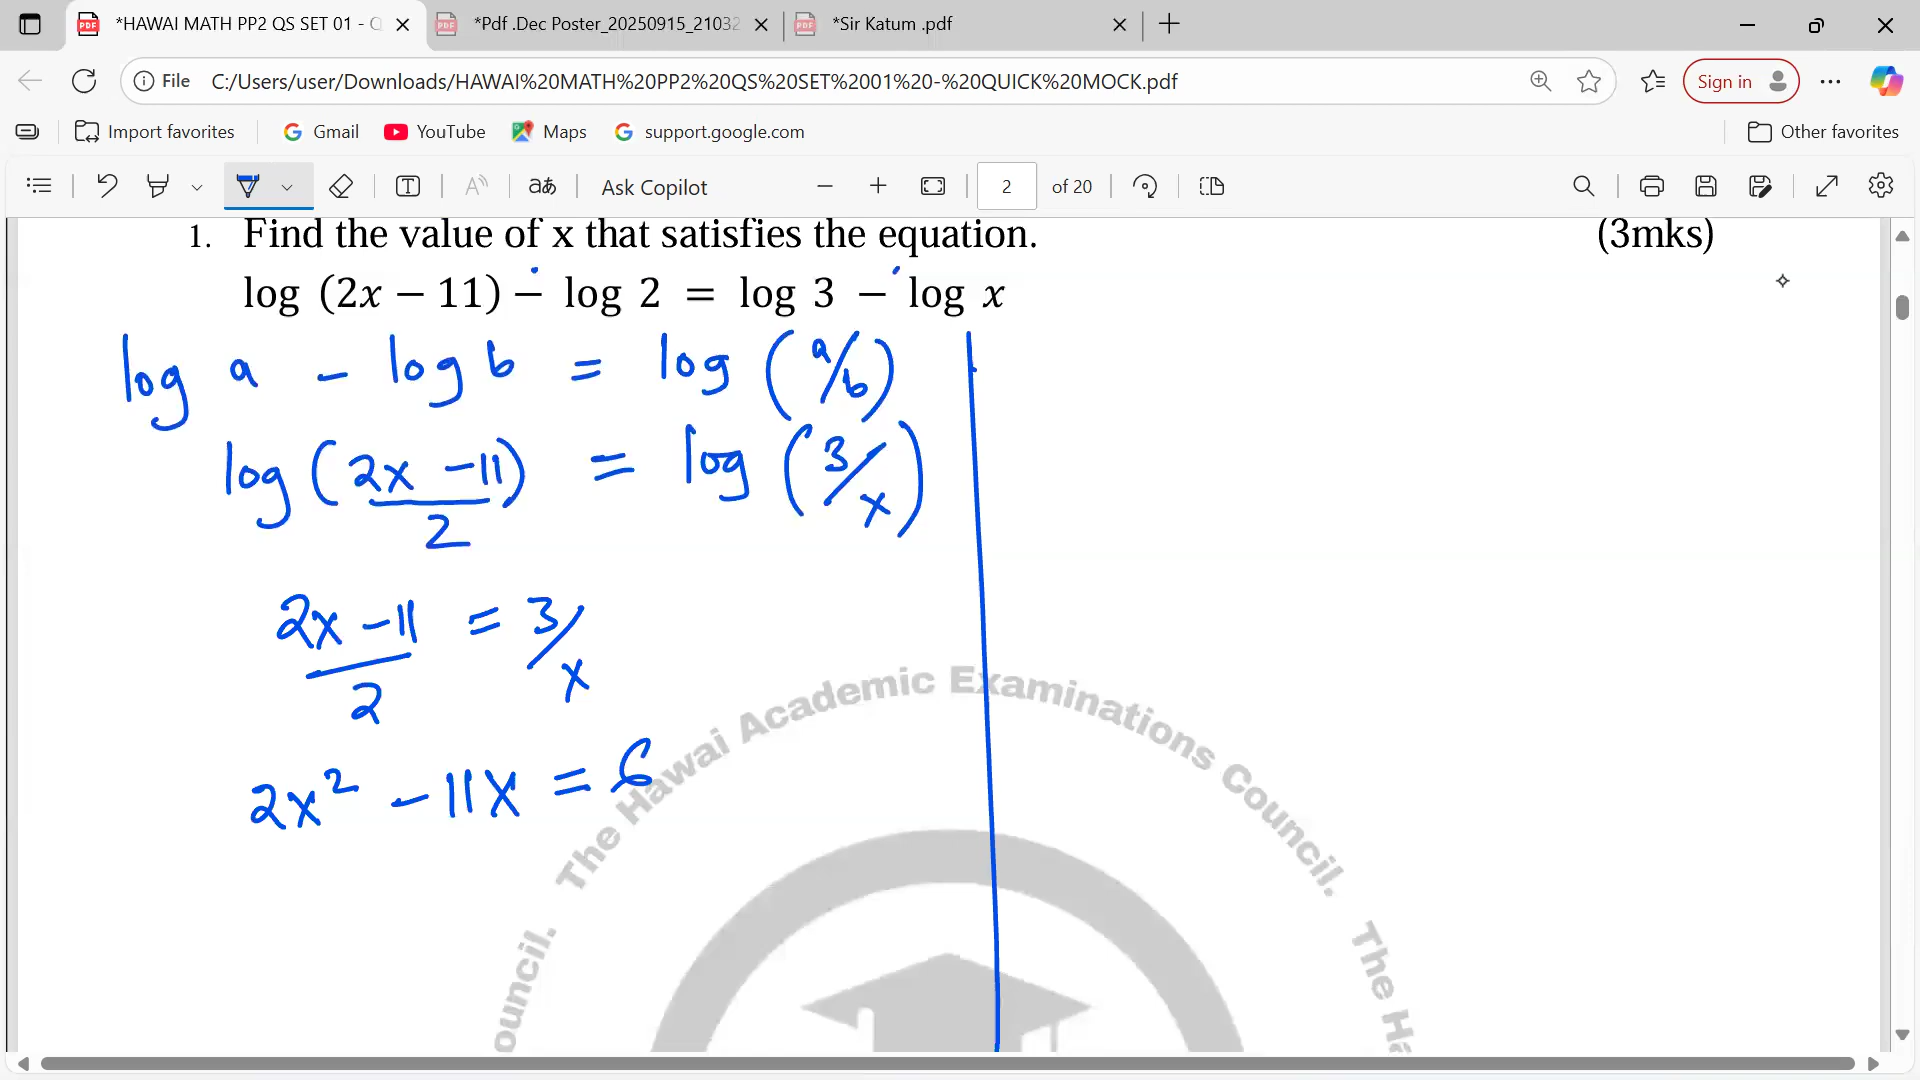 *HAWAI MATH PP2 QS SET 01 - Q
*Pdf .Dec Poster_20250915_21032
*Sir Katum .pdf
File C:/Users/user/Downloads/HAWAI%20MATH%20PP2%20QS%20SET%2001%20-%20QUICK%20MOCK.pdf
Sign in
Import favorites Gmail YouTube Maps support.google.com Other favorites
Ask Copilot 2 of 20
1. Find the value of x that satisfies the equation. (3mks)
log (2x − 11) − log 2 = log 3 − log x
log a - log b = log (a/b)
log (2x - 11)/2 = log (3/x)
(2x - 11)/2 = 3/x
2x² - 11x = 6
The Hawai Academic Examinations Council.
ouncil.
The Ha